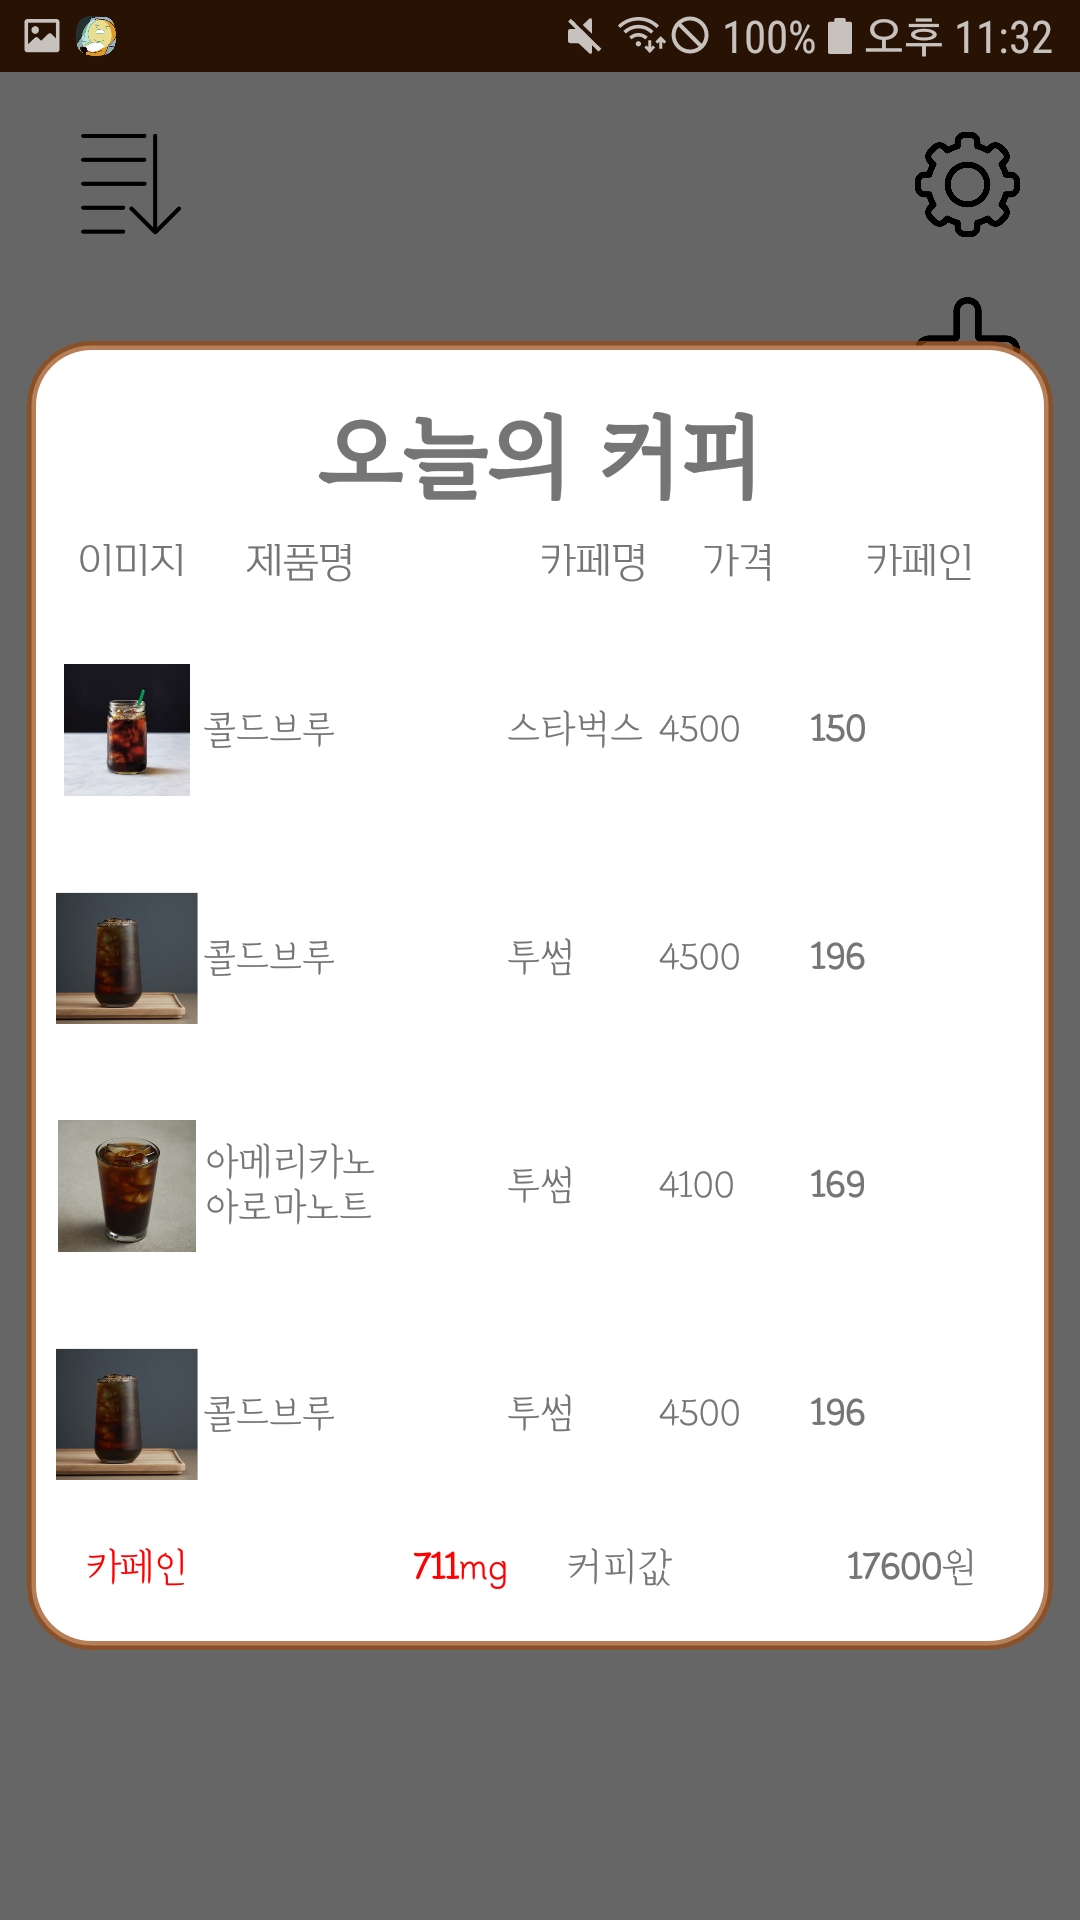 100% 오후 11:32
오늘의 커피
이미지 제품명 카페명 가격 카페인
콜드브루 스타벅스 4500 150
콜드브루 투썸 4500 196
아메리카노
아로마노트 투썸 4100 169
콜드브루 투썸 4500 196
카페인 711mg 커피값 17600원